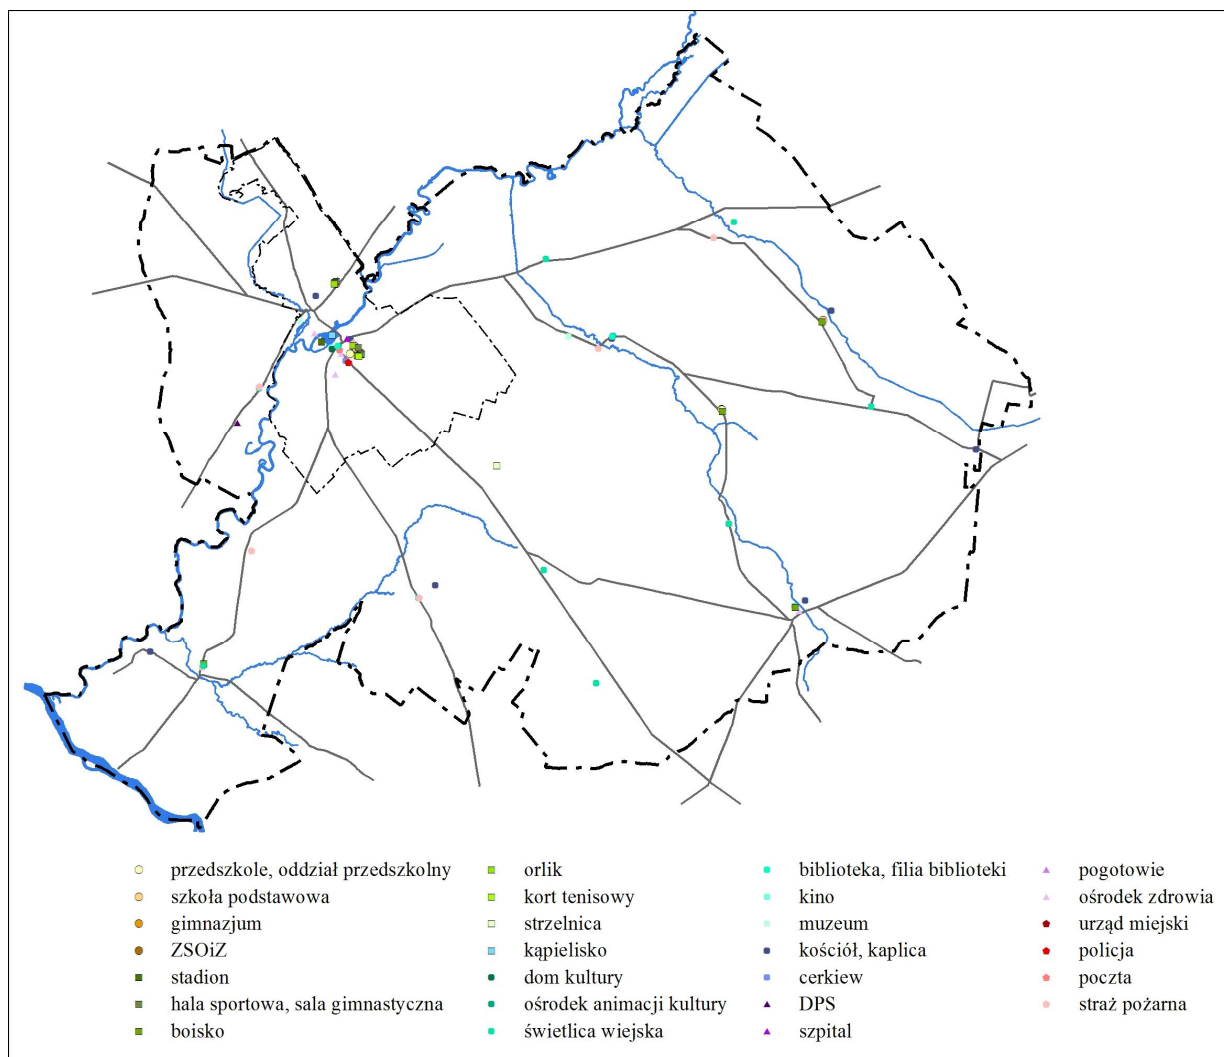 przedszkole, oddział przedszkolny
szkoła podstawowa
gimnazjum
ZSOiZ
stadion
hala sportowa, sala gimnastyczna
boisko
orlik
kort tenisowy
strzelnica
kąpielisko
dom kultury
ośrodek animacji kultury
świetlica wiejska
biblioteka, filia biblioteki
kino
muzeum
kościół, kaplica
cerkiew
DPS
szpital
pogotowie
ośrodek zdrowia
urząd miejski
policja
poczta
straż pożarna